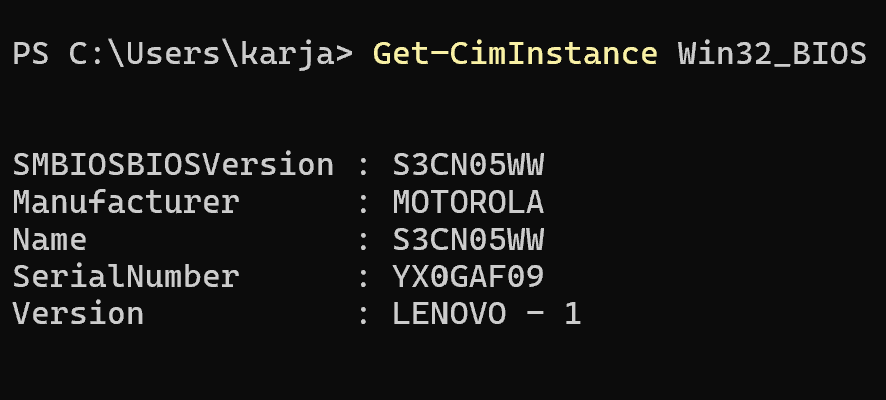 PS C:\Users\karja> Get-CimInstance Win32_BIOS
SMBIOSBIOSVersion : S3CN05WW
Manufacturer      : MOTOROLA
Name              : S3CN05WW
SerialNumber      : YX0GAF09
Version           : LENOVO - 1